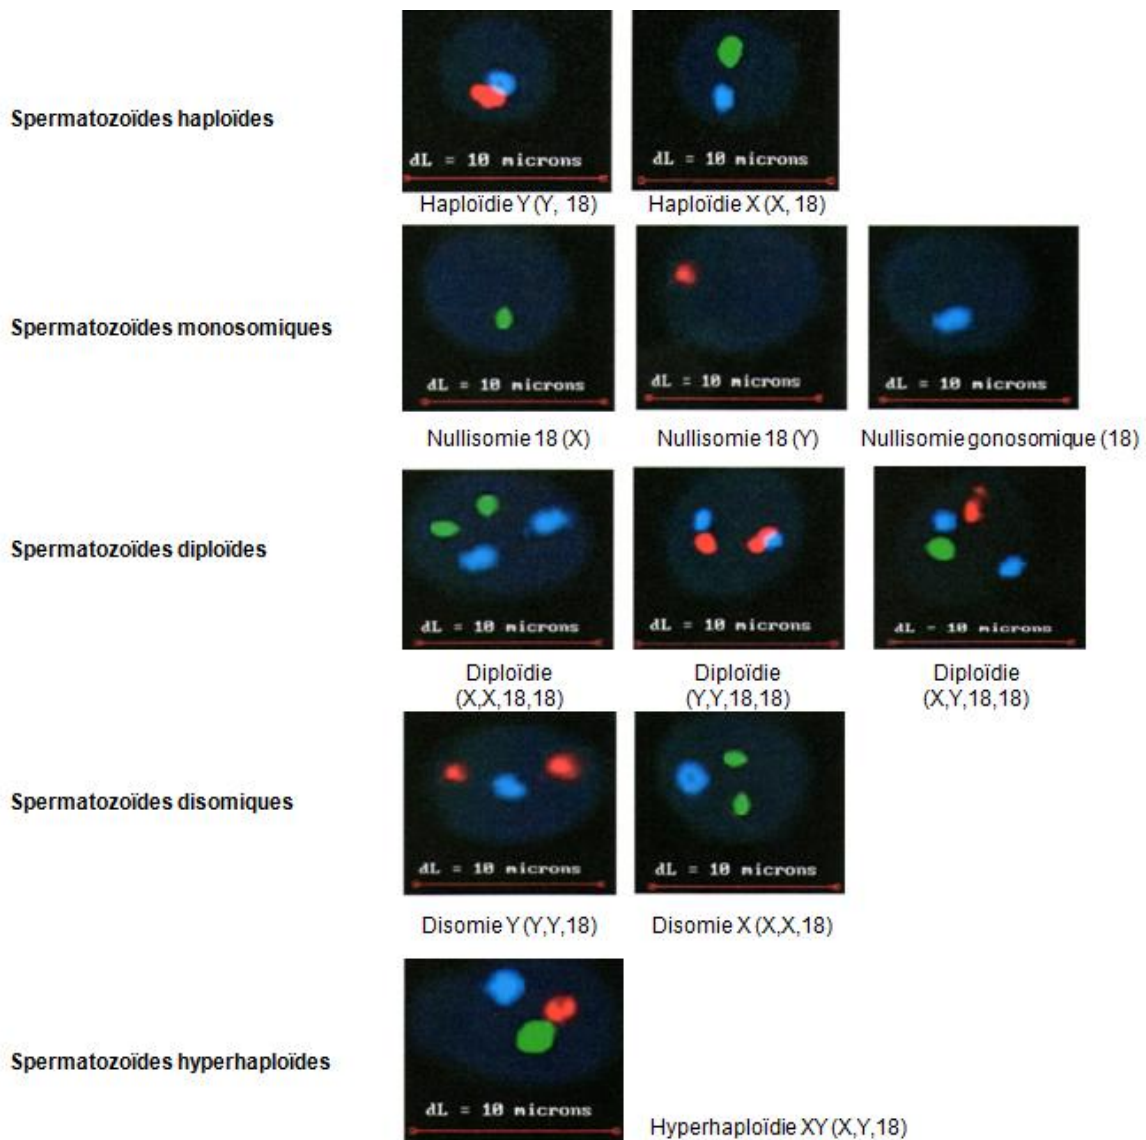 Spermatozoïdes haploïdes
dL = 10 microns
dL = 10 microns
Haploïdie Y (Y, 18)
Haploïdie X (X, 18)
Spermatozoïdes monosomiques
dL = 10 microns
dL = 10 microns
dL = 10 microns
Nullisomie 18 (X)
Nullisomie 18 (Y)
Nullisomie gonosomique (18)
Spermatozoïdes diploïdes
dL = 10 microns
dL = 10 microns
dL - 10 microns
Diploïdie
(X,X,18,18)
Diploïdie
(Y,Y,18,18)
Diploïdie
(X,Y,18,18)
Spermatozoïdes disomiques
dL = 10 microns
dL = 10 microns
Disomie Y (Y,Y,18)
Disomie X (X,X,18)
Spermatozoïdes hyperhaploïdes
dL = 10 microns
Hyperhaploïdie XY (X,Y,18)